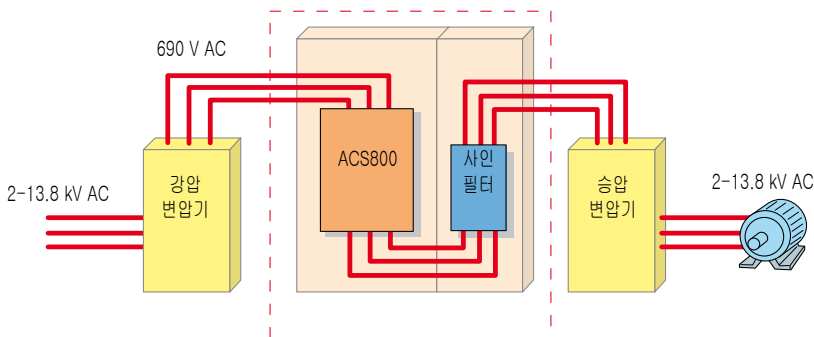 690 V AC
2-13.8 kV AC
강압
변압기
ACS800
사인
필터
승압
변압기
2-13.8 kV AC